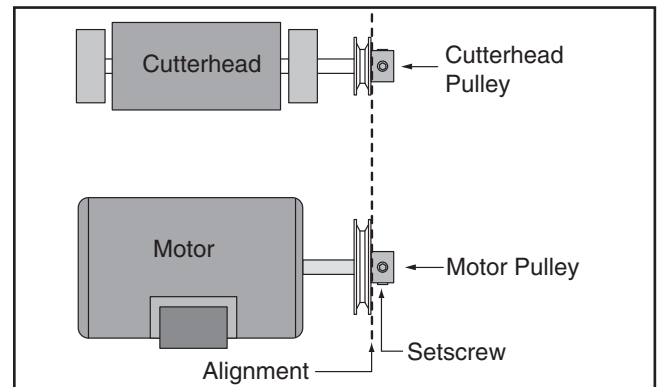 Cutterhead
Cutterhead
Pulley
Motor
Motor Pulley
Setscrew
Alignment